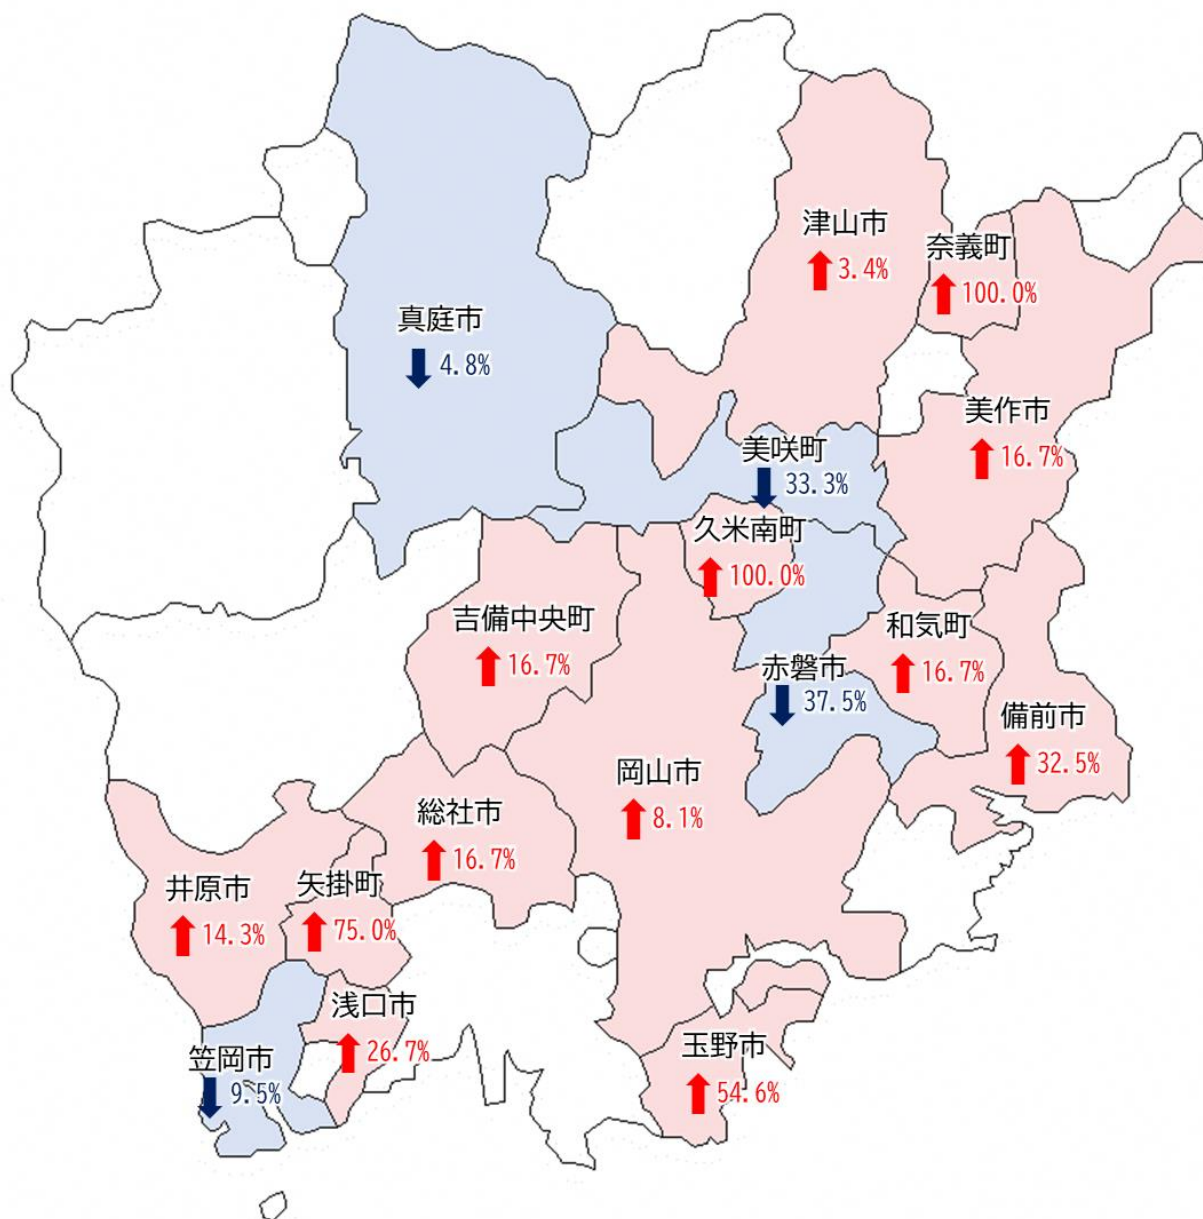 津山市
3.4%
奈義町
100.0%
真庭市
4.8%
美作市
16.7%
美咲町
33.3%
久米南町
100.0%
吉備中央町
16.7%
和気町
16.7%
赤磐市
37.5%
備前市
32.5%
岡山市
8.1%
総社市
16.7%
井原市
14.3%
矢掛町
75.0%
浅口市
26.7%
笠岡市
9.5%
玉野市
54.6%